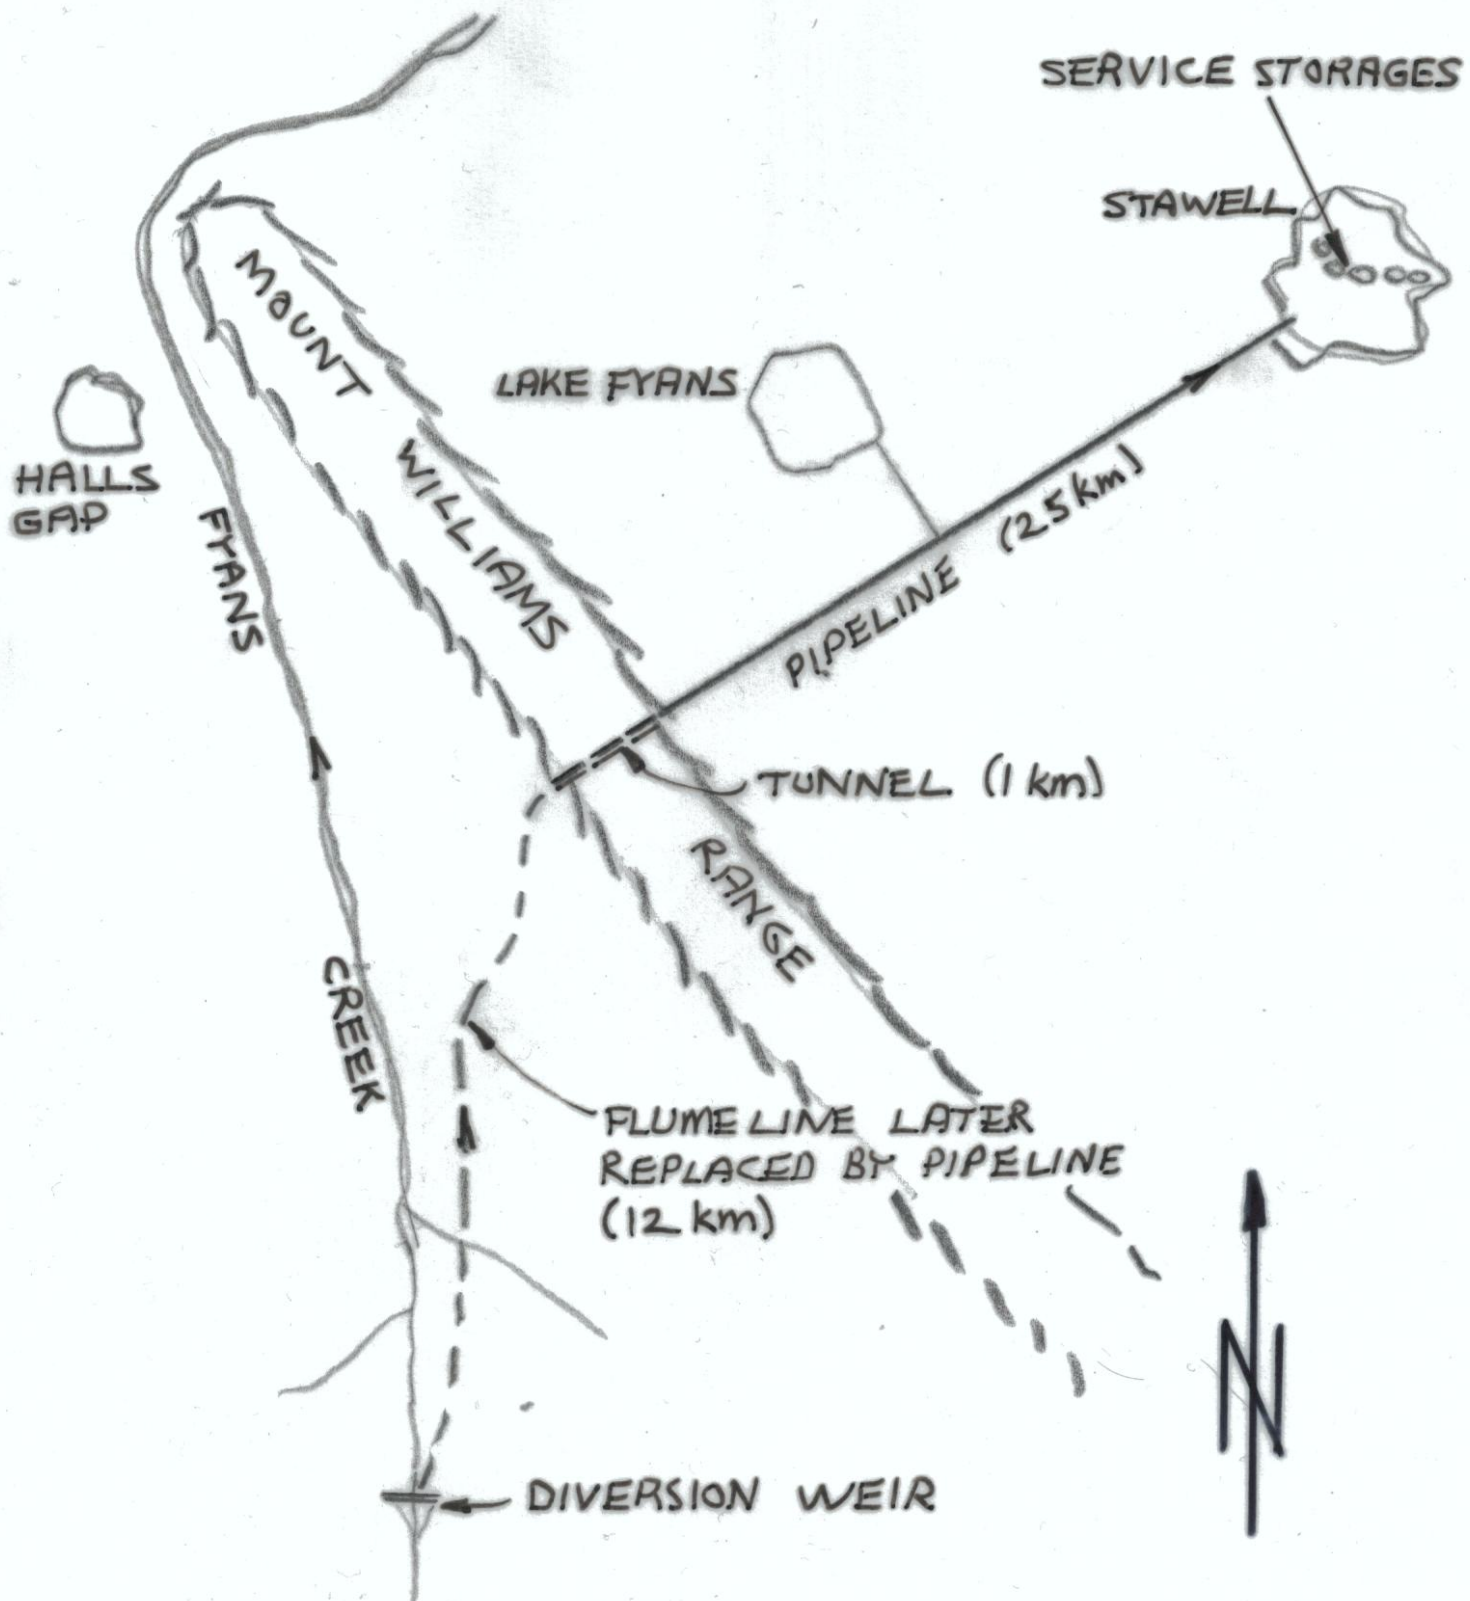 SERVICE STORAGES
STAWELL
MOUNT
WILLIAMS
RANGE
LAKE FYANS
HALLS
GAP
FYANS
CREEK
PIPELINE (25 km)
TUNNEL (1 km)
FLUME LINE LATER
REPLACED BY PIPELINE
(12 km)
DIVERSION WEIR
N